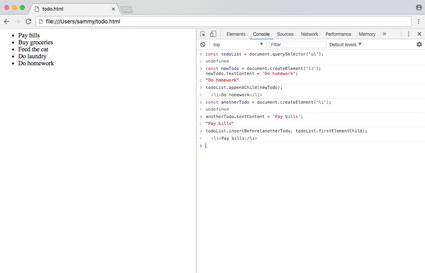 todo.html
file:///Users/sammy/todo.html
Pay bills
Buy groceries
Feed the cat
Do laundry
Do homework
Elements Console Sources Network Performance Memory
top Filter Default levels
const todoList = document.querySelector('ul');
undefined
const newTodo = document.createElement('li');
newTodo.textContent = 'Do homework';
"Do homework"
todoList.appendChild(newTodo);
<li>Do homework</li>
const anotherTodo = document.createElement('li');
undefined
anotherTodo.textContent = 'Pay bills';
"Pay bills"
todoList.insertBefore(anotherTodo, todoList.firstElementChild);
<li>Pay bills</li>